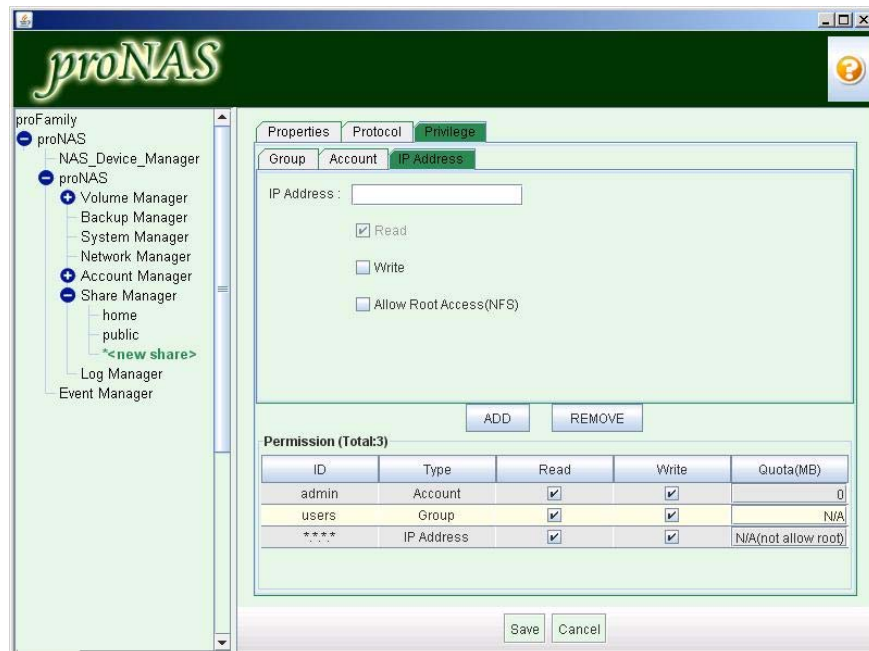 proNAS
proFamily
proNAS
NAS_Device_Manager
proNAS
Volume Manager
Backup Manager
System Manager
Network Manager
Account Manager
Share Manager
home
public
*<new share>
Log Manager
Event Manager
Properties Protocol Privilege
Group Account IP Address
IP Address :
Read
Write
Allow Root Access(NFS)
ADD REMOVE
Permission (Total:3)
ID Type Read Write Quota(MB)
admin Account 0
users Group N/A
*.*.*.* IP Address N/A(not allow root)
Save Cancel